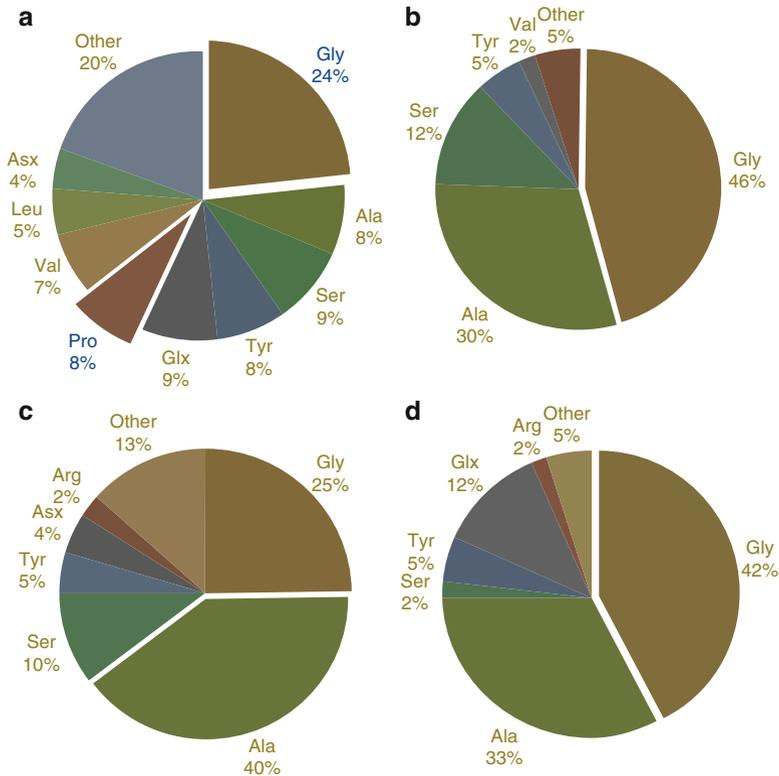 a
Other
20%
Gly
24%
Asx
4%
Leu
5%
Val
7%
Pro
8%
Glx
9%
Tyr
8%
Ser
9%
Ala
8%
b
Other
5%
Val
2%
Tyr
5%
Ser
12%
Gly
46%
Ala
30%
c
Other
13%
Gly
25%
Arg
2%
Asx
4%
Tyr
5%
Ser
10%
Ala
40%
d
Other
5%
Arg
2%
Glx
12%
Tyr
5%
Ser
2%
Gly
42%
Ala
33%